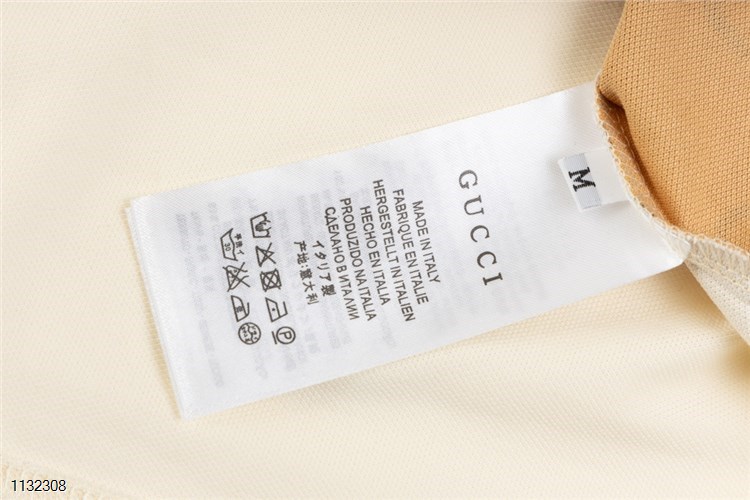 GUCCI
MADE IN ITALY
FABRIQUE EN ITALIE
HERGESTELLT IN ITALIEN
HECHO EN ITALIA
PRODUZIDO NA ITALIA
СДЕЛАНО В ИТАЛИИ
イタリア製
产地:意大利
M
1132308